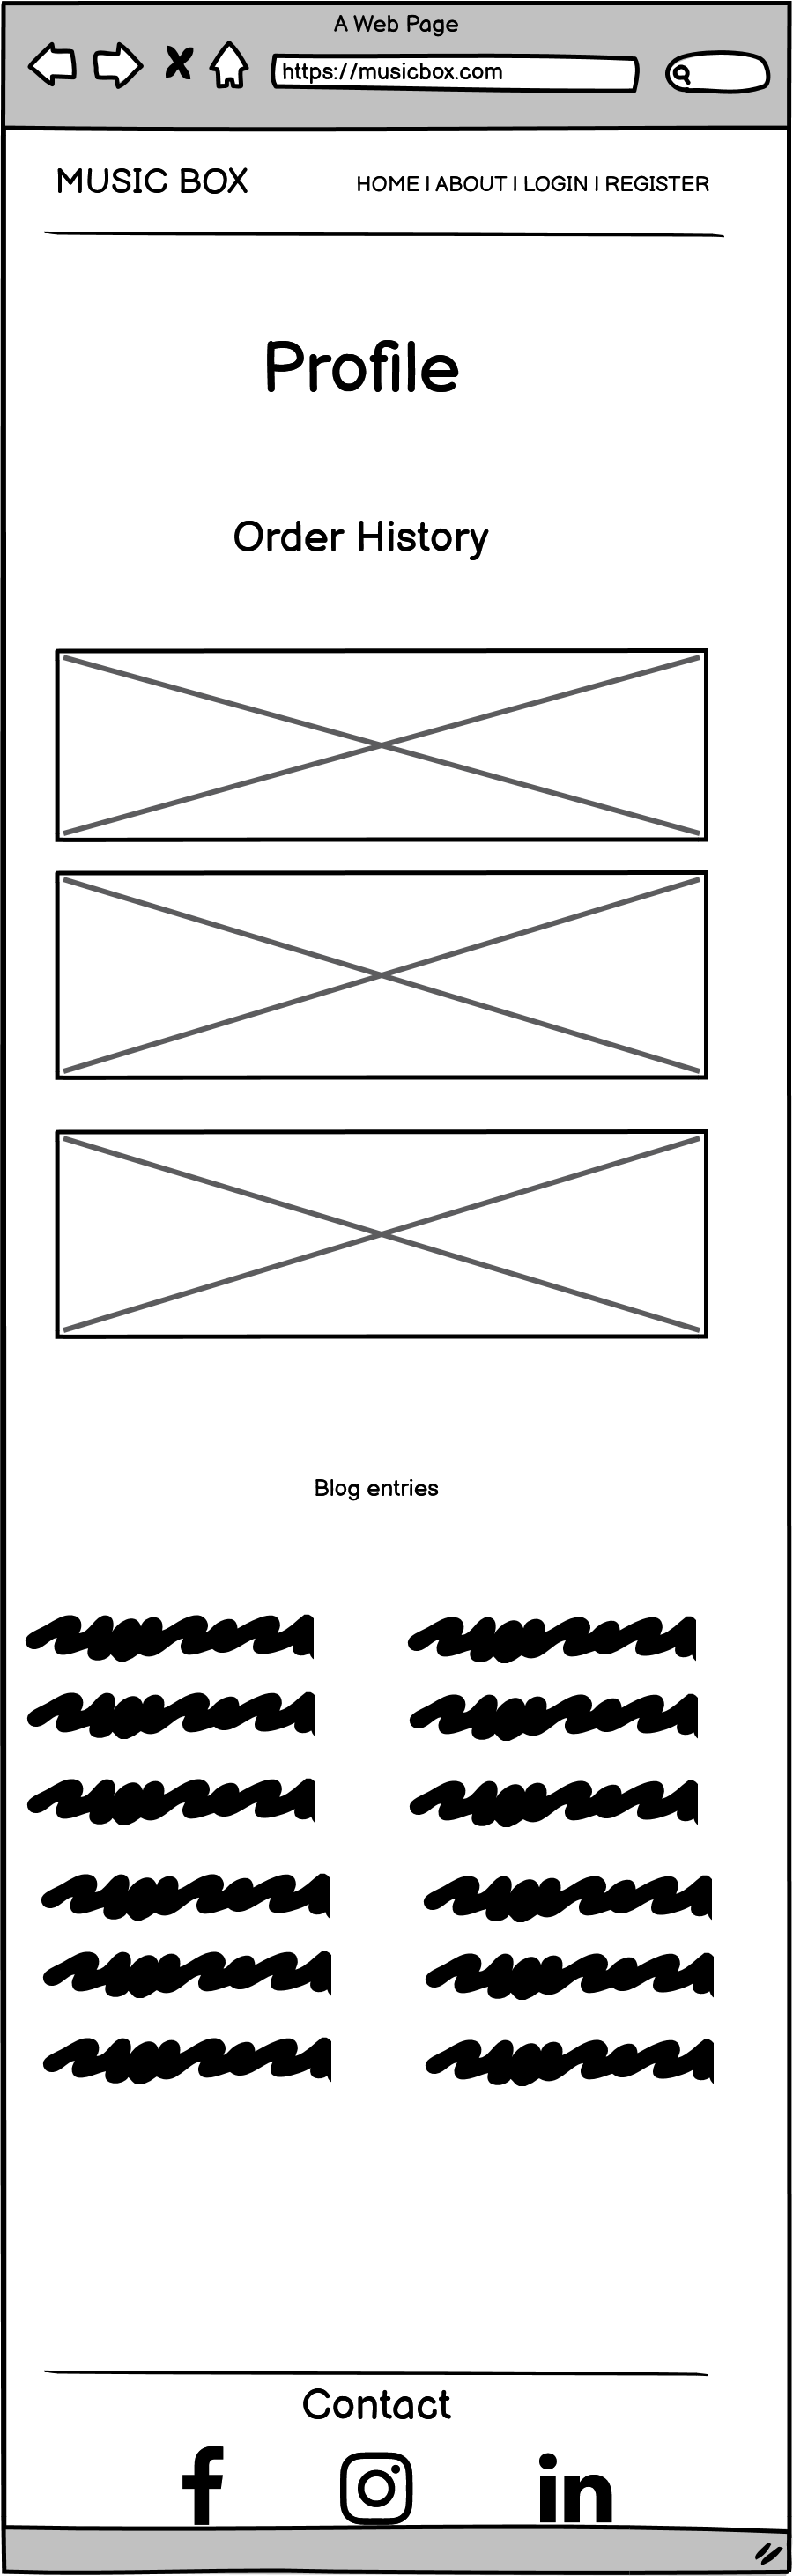 A Web Page
https://musicbox.com
MUSIC BOX
HOME | ABOUT | LOGIN | REGISTER
Profile
Order History
Blog entries
Contact